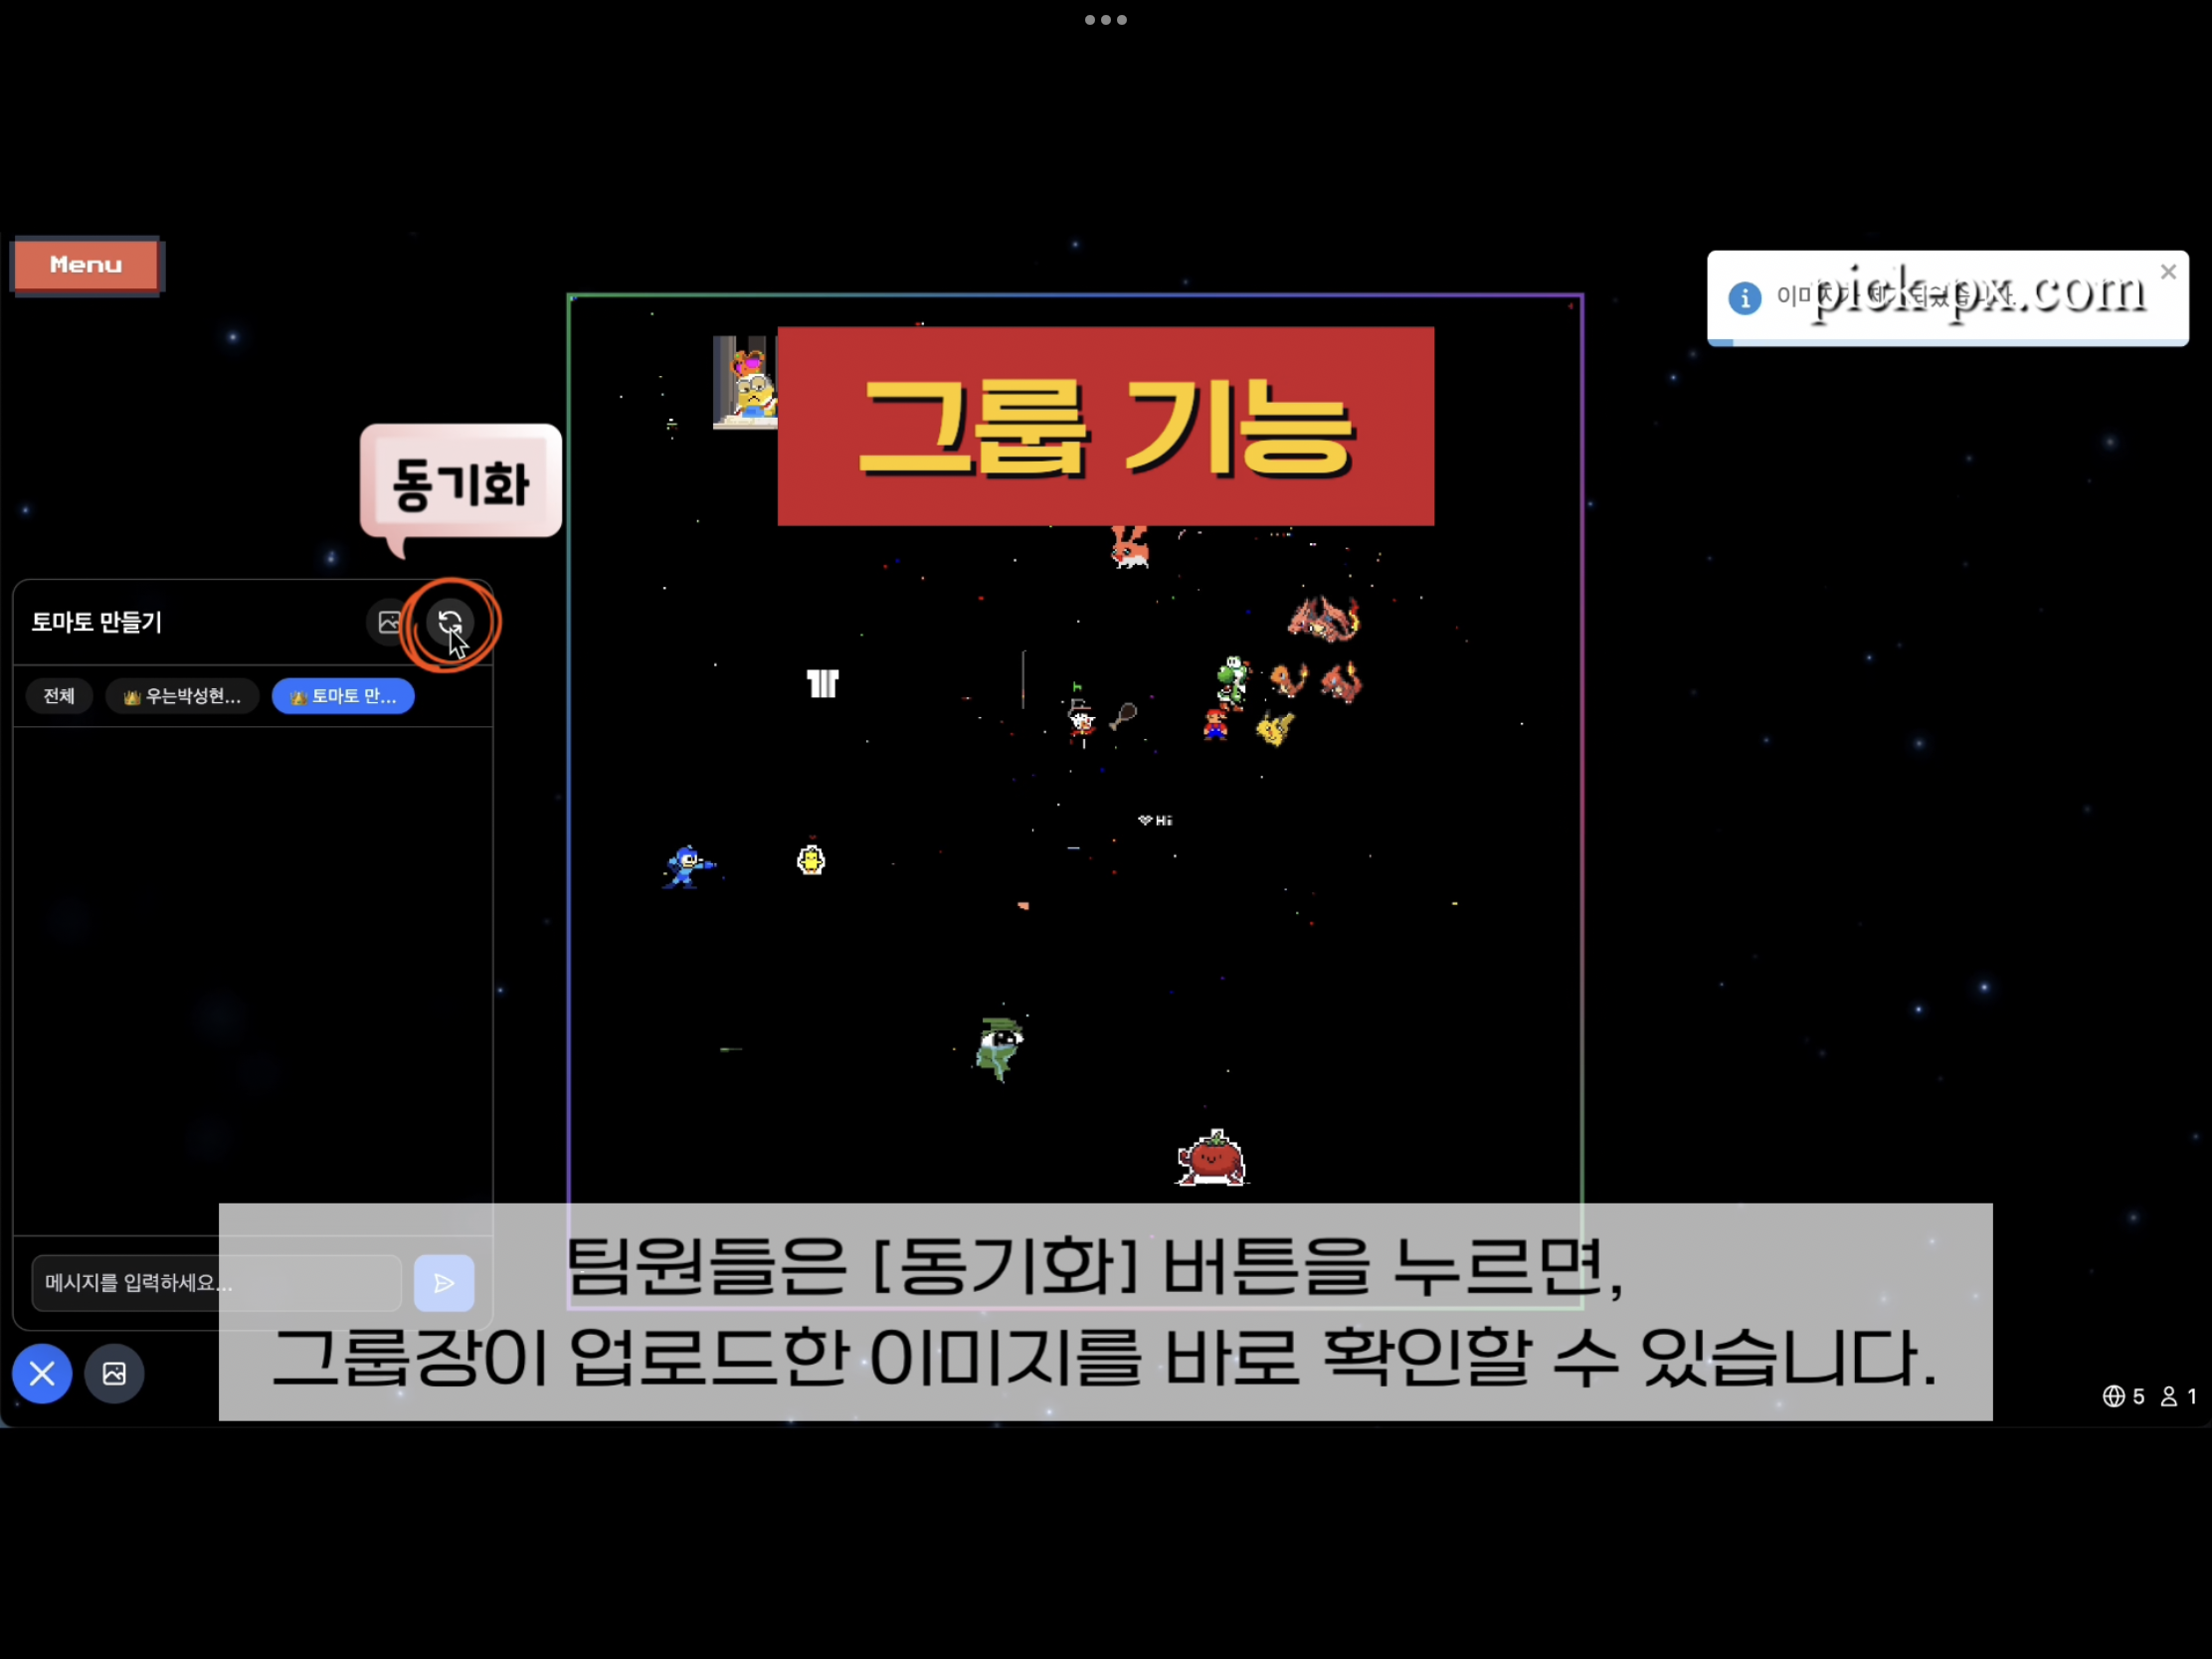 Menu
pick-px.com
그룹 기능
동기화
토마토 만들기
전체
우는박성현...
토마토 만...
Hi
메시지를 입력하세요...
팀원들은 [동기화] 버튼을 누르면,
그룹장이 업로드한 이미지를 바로 확인할 수 있습니다.
5 1